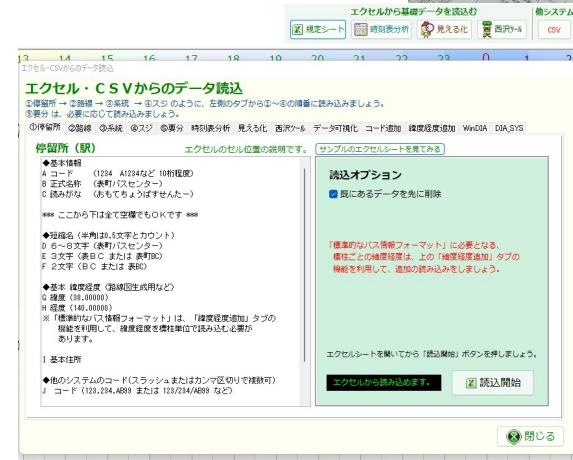 エクセルから基礎データを読込む
他システム
規定シート
時刻表分析
見える化
西沢ﾂｰﾙ
CSV
13 14 15 16 17 18 19 20 21 22 23 0 1 2
エクセル・CSVからのデータ読込
エクセル・ＣＳＶからのデータ読込
①停留所 → ②路線 → ③系統 → ④スジ のように、左側のタブから①～④の順番に読み込みましょう。
⑤要分 は、必要に応じて読み込みましょう。
①停留所 ②路線 ③系統 ④スジ ⑤要分 時刻表分析 見える化 西沢ﾂｰﾙ データ可視化 コード追加 緯度経度追加 WinDIA DIA,SYS
停留所（駅）
エクセルのセル位置の説明です。
サンプルのエクセルシートを見てみる
◆基本情報
A コード （1234 A1234など 10桁程度）
B 正式名称 （表町バスセンター）
C 読みがな （おもてちょうばすせんたー）
*** ここから下は全て空欄でもＯＫです ***
◆短縮名（半角は0.5文字とカウント）
D ６～８文字（表町バスセンター）
E ３文字（表ＢＣ または 表町BC）
F ２文字（ＢＣ または 表BC）
◆基本 緯度経度（路線図生成用など）
G 緯度（38.00000）
H 経度（140.00000）
※「標準的なバス情報フォーマット」は、「緯度経度追加」タブの
機能を利用して、緯度経度を標柱単位で読み込む必要が
あります。
I 基本住所
◆他のシステムのコード(スラッシュまたはカンマ区切りで複数可)
J コード（123,234,AB99 または 123/234/AB99 など）
読込オプション
既にあるデータを先に削除
「標準的なバス情報フォーマット」に必要となる、
標柱ごとの緯度経度は、上の「緯度経度追加」タブの
機能を利用して、追加の読み込みをしましょう。
エクセルシートを開いてから「読込開始」ボタンを押しましょう。
エクセルから読み込めます。
読込開始
閉じる